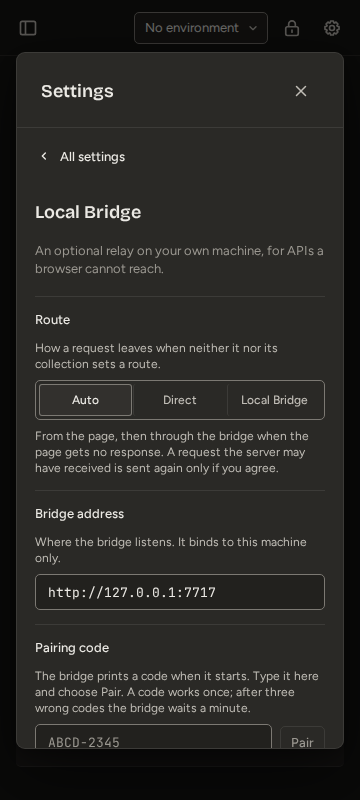 No environment
Settings
All settings
Local Bridge
An optional relay on your own machine, for APIs a
browser cannot reach.
Route
How a request leaves when neither it nor its
collection sets a route.
Auto Direct Local Bridge
From the page, then through the bridge when the
page gets no response. A request the server may
have received is sent again only if you agree.
Bridge address
Where the bridge listens. It binds to this machine
only.
http://127.0.0.1:7717
Pairing code
The bridge prints a code when it starts. Type it here
and choose Pair. A code works once; after three
wrong codes the bridge waits a minute.
ABCD-2345 Pair